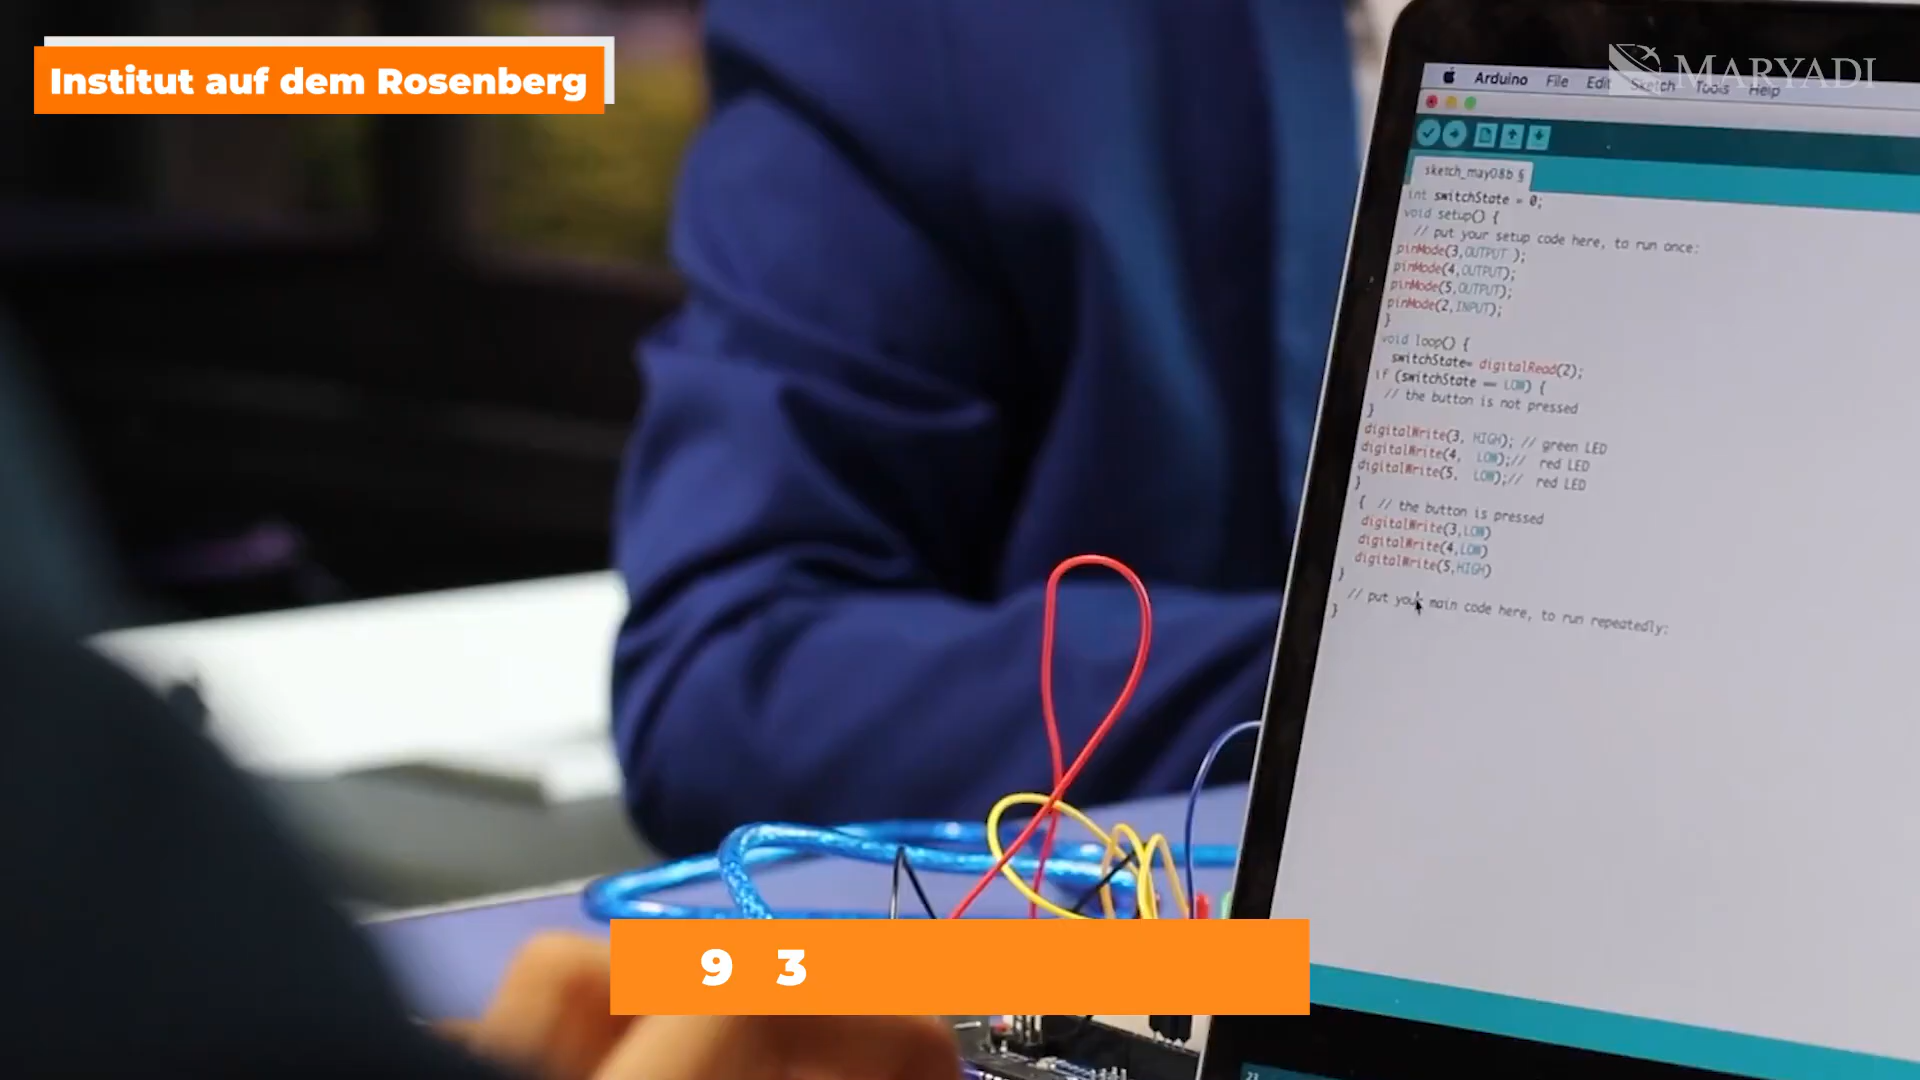 Institut auf dem Rosenberg
MARYADI
Arduino File Edit Sketch Tools Help
sketch_may08b §
int switchState = 0;
void setup() {
// put your setup code here, to run once:
pinMode(3,OUTPUT );
pinMode(4,OUTPUT);
pinMode(5,OUTPUT);
pinMode(2,INPUT);
}
void loop() {
switchState= digitalRead(2);
if (switchState == LOW) {
// the button is not pressed
}
digitalWrite(3, HIGH); // green LED
digitalWrite(4, LOW);// red LED
digitalWrite(5, LOW);// red LED
}
{ // the button is pressed
digitalWrite(3,LOW)
digitalWrite(4,LOW)
digitalWrite(5,HIGH)
}
// put your main code here, to run repeatedly:
}
9 3
23